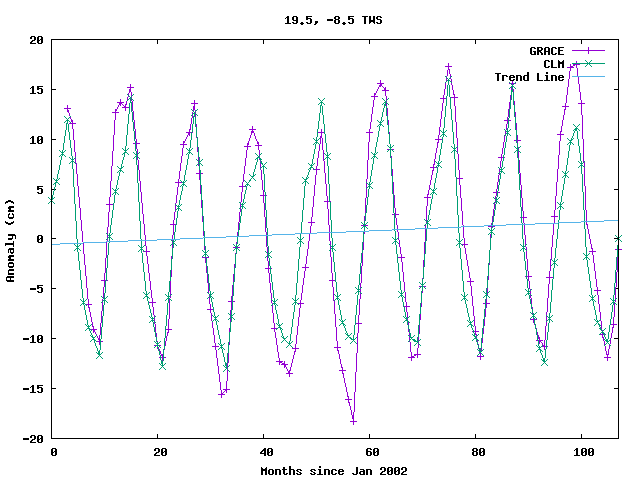 19.5, -8.5 TWS
GRACE
CLM
Trend Line
20
15
10
5
0
-5
-10
-15
-20
Anomaly (cm)
0 20 40 60 80 100
Months since Jan 2002